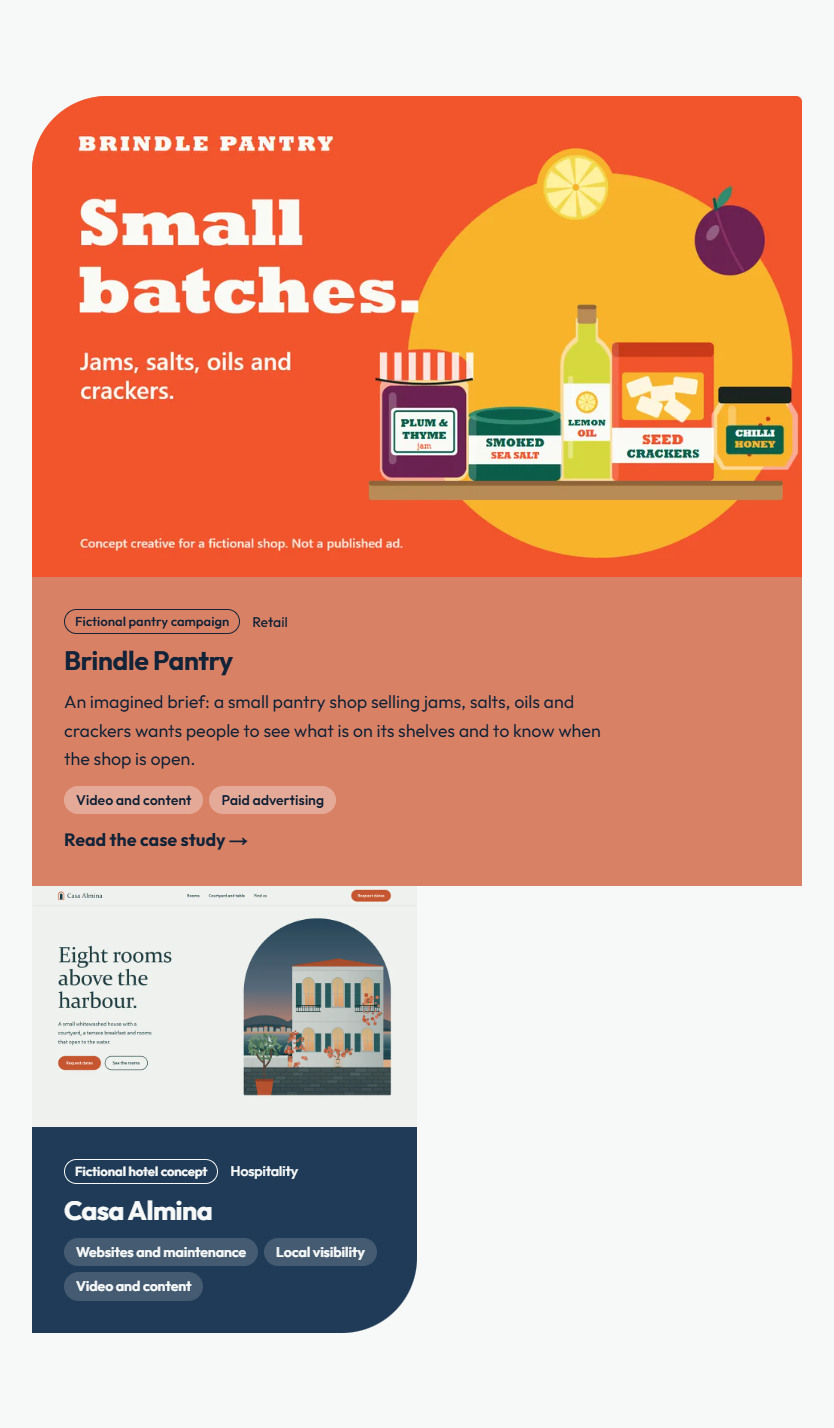 BRINDLE PANTRY
Small
batches.
Jams, salts, oils and
crackers.
PLUM &
THYME
jam
SMOKED
SEA SALT
LEMON
OIL
SEED
CRACKERS
CHILLI
HONEY
Concept creative for a fictional shop. Not a published ad.
Fictional pantry campaign Retail
Brindle Pantry
An imagined brief: a small pantry shop selling jams, salts, oils and
crackers wants people to see what is on its shelves and to know when
the shop is open.
Video and content Paid advertising
Read the case study →
Casa Almina Rooms Courtyard and table Find us Request dates
Eight rooms
above the
harbour.
A small whitewashed house with a
courtyard, a terrace breakfast and rooms
that open to the water.
Request dates See the rooms
Fictional hotel concept Hospitality
Casa Almina
Websites and maintenance Local visibility
Video and content